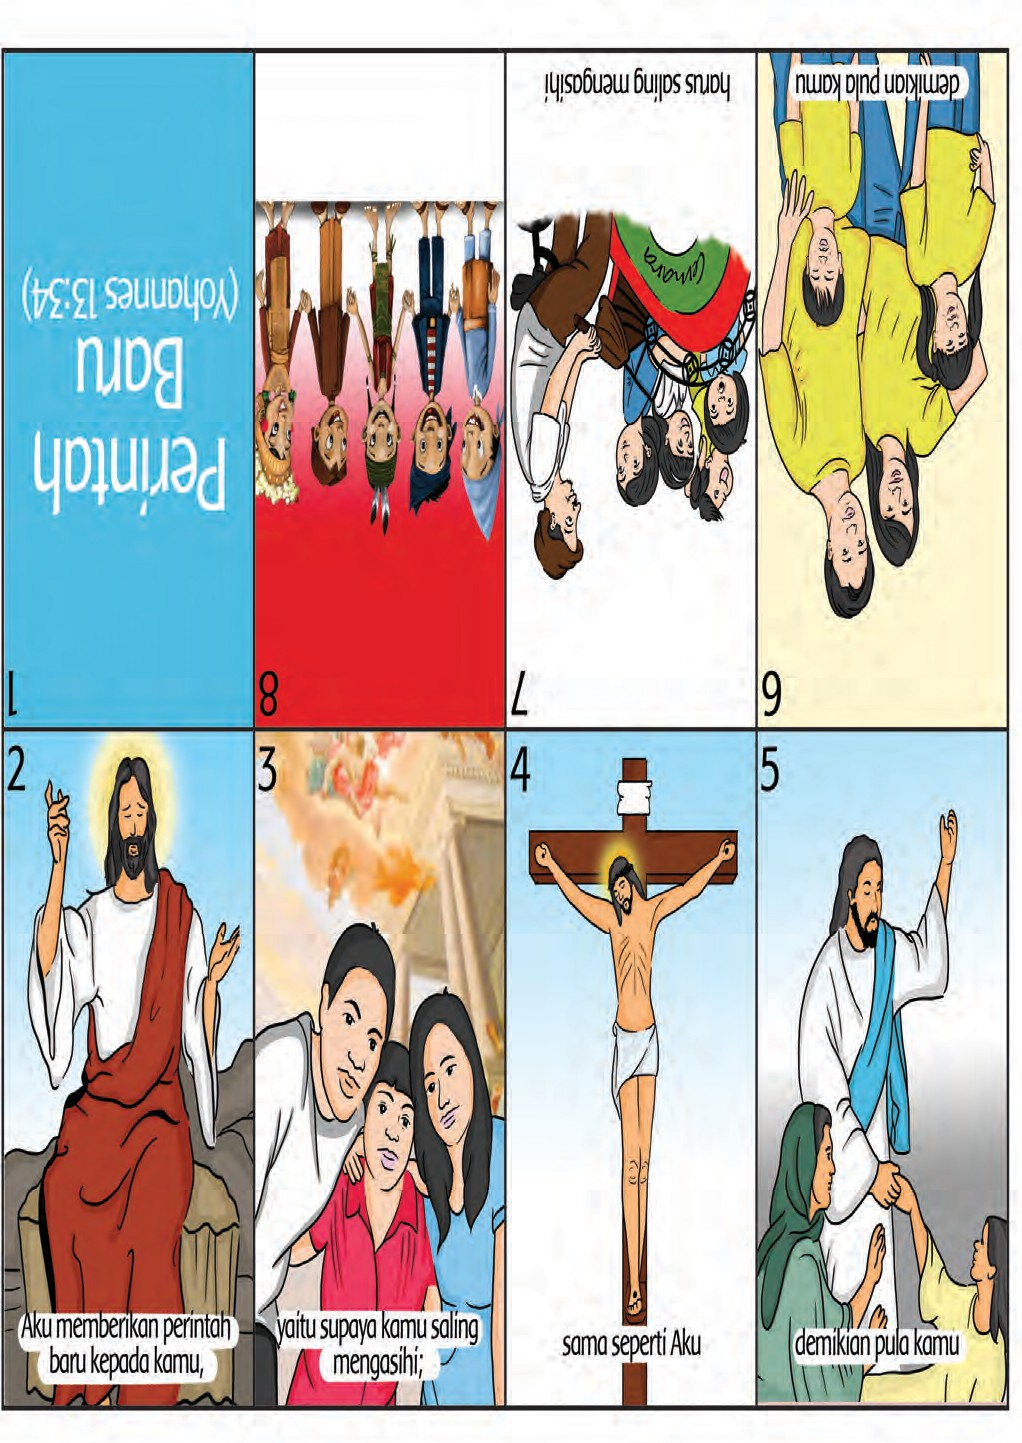 1
Perintah
Baru
(Yohannes 13:34)
2
Aku memberikan perintah
baru kepada kamu,
3
yaitu supaya kamu saling
mengasihi;
4
sama seperti Aku
5
demikian pula kamu
6
demikian pula kamu
7
harus saling mengasihi
8